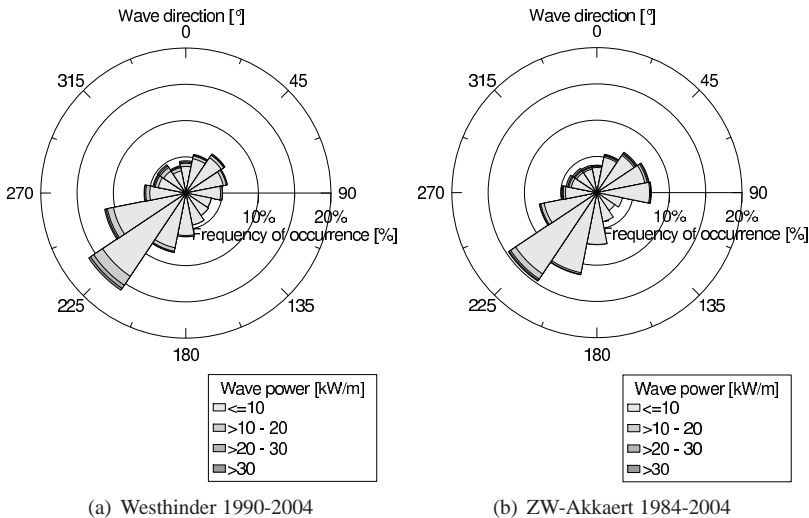 Wave direction [°]
0
45
90
135
180
225
270
315
10%
20%
Frequency of occurrence [%]
Wave power [kW/m]
<=10
>10 - 20
>20 - 30
>30
(a) Westhinder 1990-2004
Wave direction [°]
0
45
90
135
180
225
270
315
10%
20%
Frequency of occurrence [%]
Wave power [kW/m]
<=10
>10 - 20
>20 - 30
>30
(b) ZW-Akkaert 1984-2004